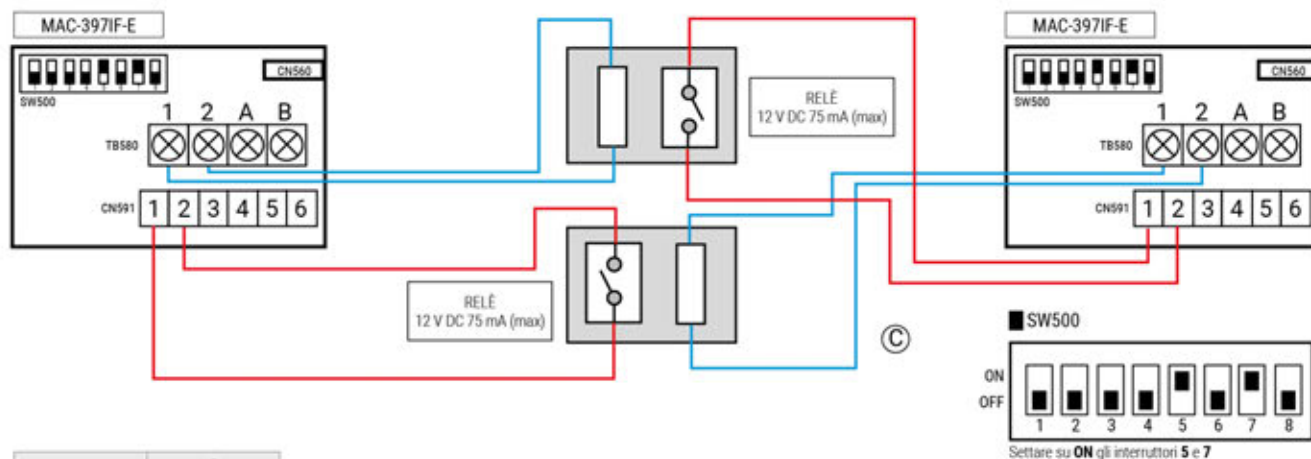 MAC-397IF-E
CN560
SW500
1 2 A B
TB580
CN591
1 2 3 4 5 6
RELÈ
12 V DC 75 mA (max)
RELÈ
12 V DC 75 mA (max)
MAC-397IF-E
CN560
SW500
1 2 A B
TB580
CN591
1 2 3 4 5 6
C
SW500
ON
OFF
1 2 3 4 5 6 7 8
Settare su ON gli interruttori 5 e 7